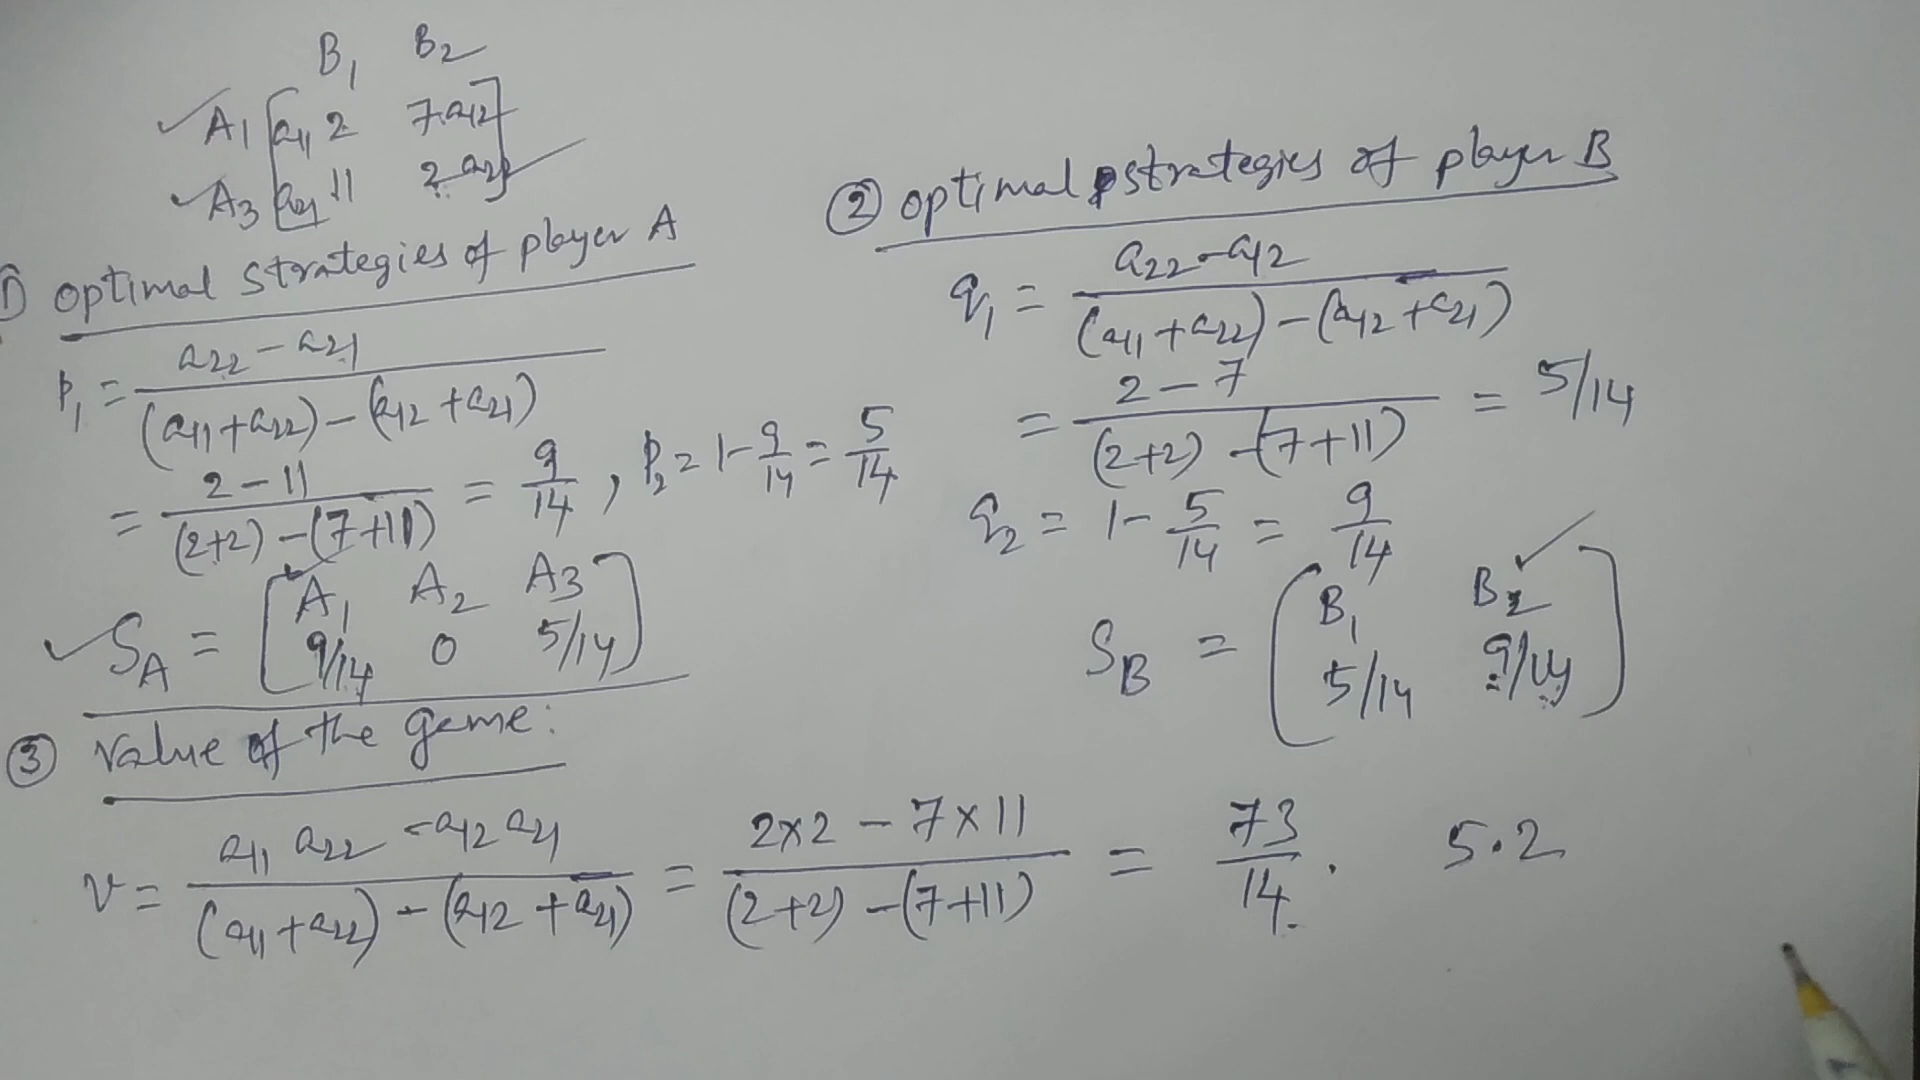 B₁ B₂
A₁ [a₁₁ 2 7 a₁₂]
A₃ [a₂₁ 11 2 a₂₂]
① optimal strategies of player A
p₁ = (a₂₂ - a₂₁) / ((a₁₁ + a₂₂) - (a₁₂ + a₂₁))
= (2 - 11) / ((2+2) - (7+11)) = 9/14 , p₂ = 1 - 9/14 = 5/14
S_A = [A₁ A₂ A₃
9/14 0 5/14]
② optimal strategies of player B
q₁ = (a₂₂ - a₁₂) / ((a₁₁ + a₂₂) - (a₁₂ + a₂₁))
= (2 - 7) / ((2+2) - (7+11)) = 5/14
q₂ = 1 - 5/14 = 9/14
S_B = [B₁ B₂
5/14 9/14]
③ value of the game:
v = (a₁₁ a₂₂ - a₁₂ a₂₁) / ((a₁₁ + a₂₂) - (a₁₂ + a₂₁)) = (2×2 - 7×11) / ((2+2) - (7+11)) = 73/14 . 5.2